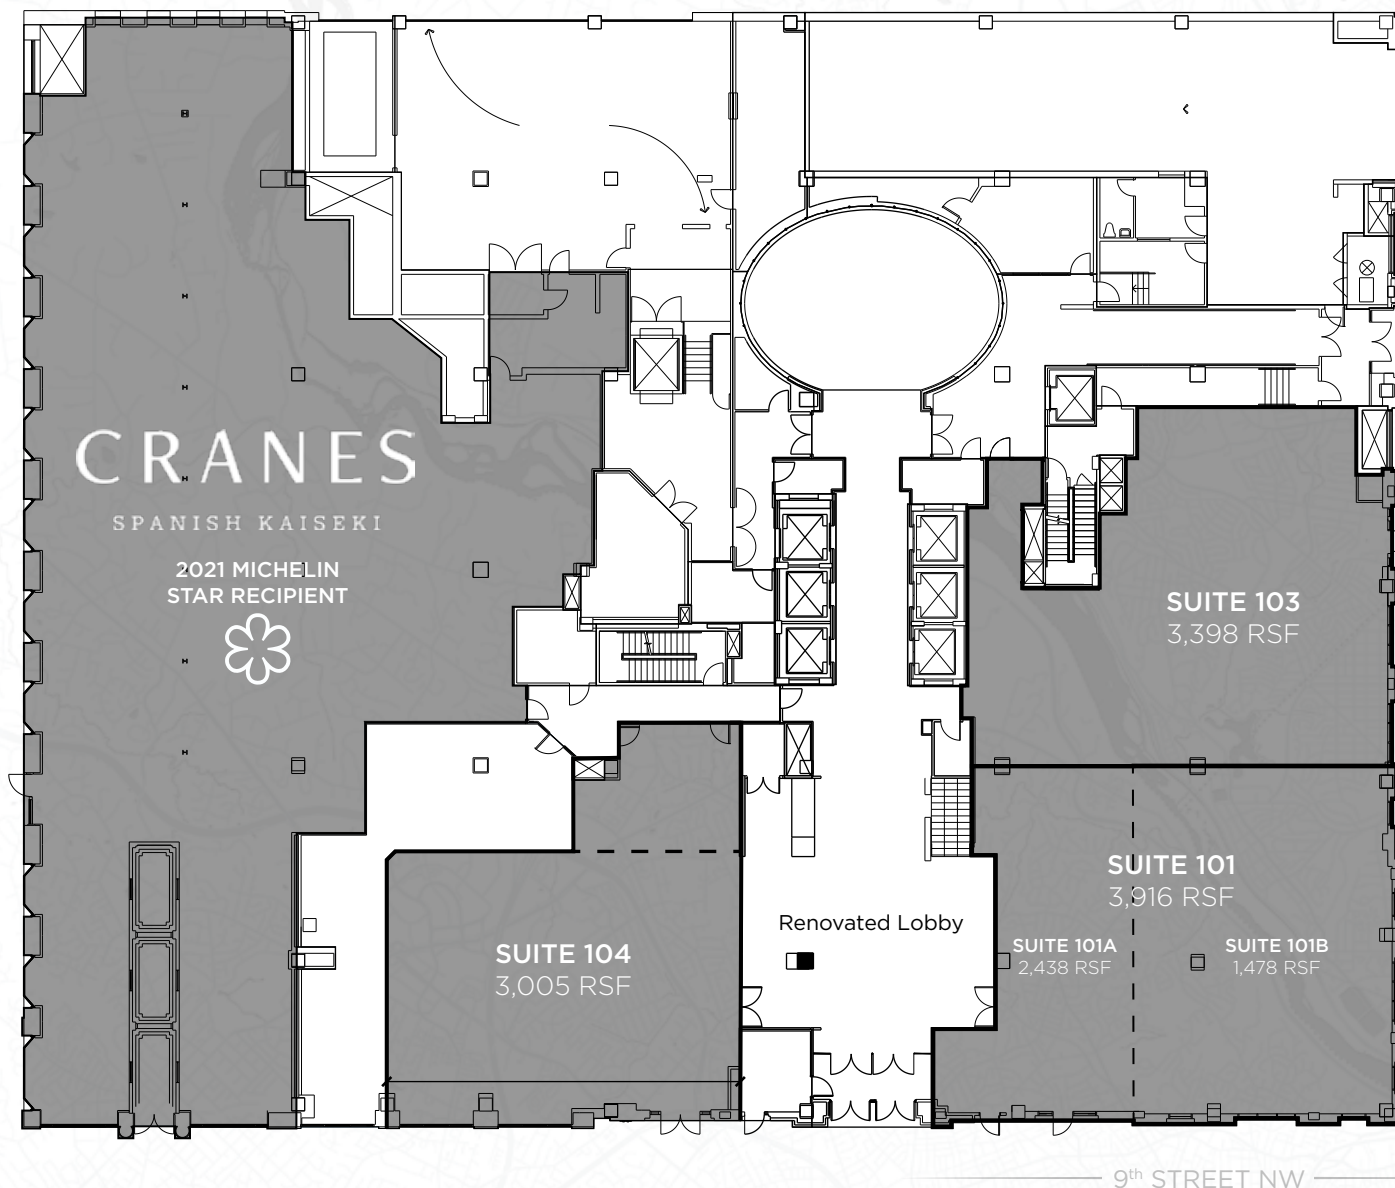 CRANES
SPANISH KAISEKI
2021 MICHELIN
STAR RECIPIENT
SUITE 103
3,398 RSF
SUITE 101
3,916 RSF
Renovated Lobby
SUITE 104
3,005 RSF
SUITE 101A
2,438 RSF
SUITE 101B
1,478 RSF
9th STREET NW